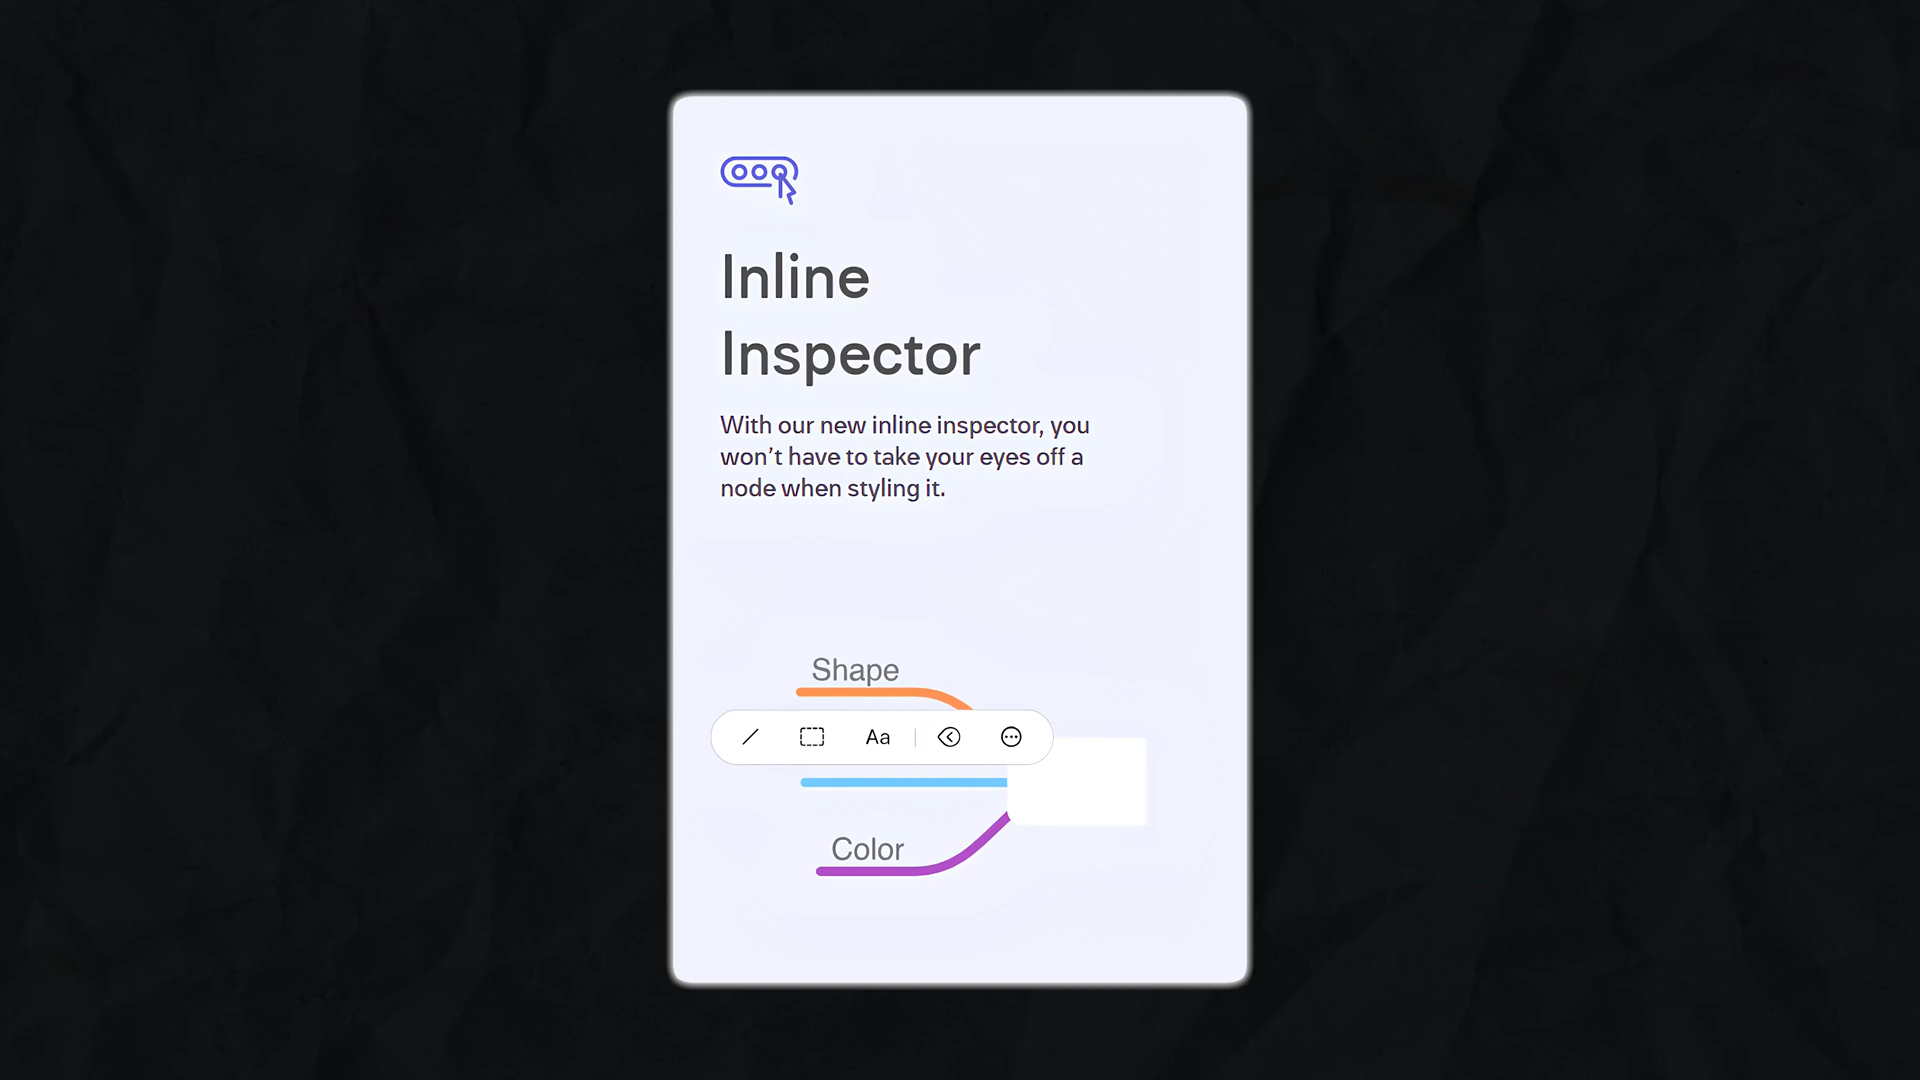 Inline
Inspector
With our new inline inspector, you
won’t have to take your eyes off a
node when styling it.
Shape
Aa
Color